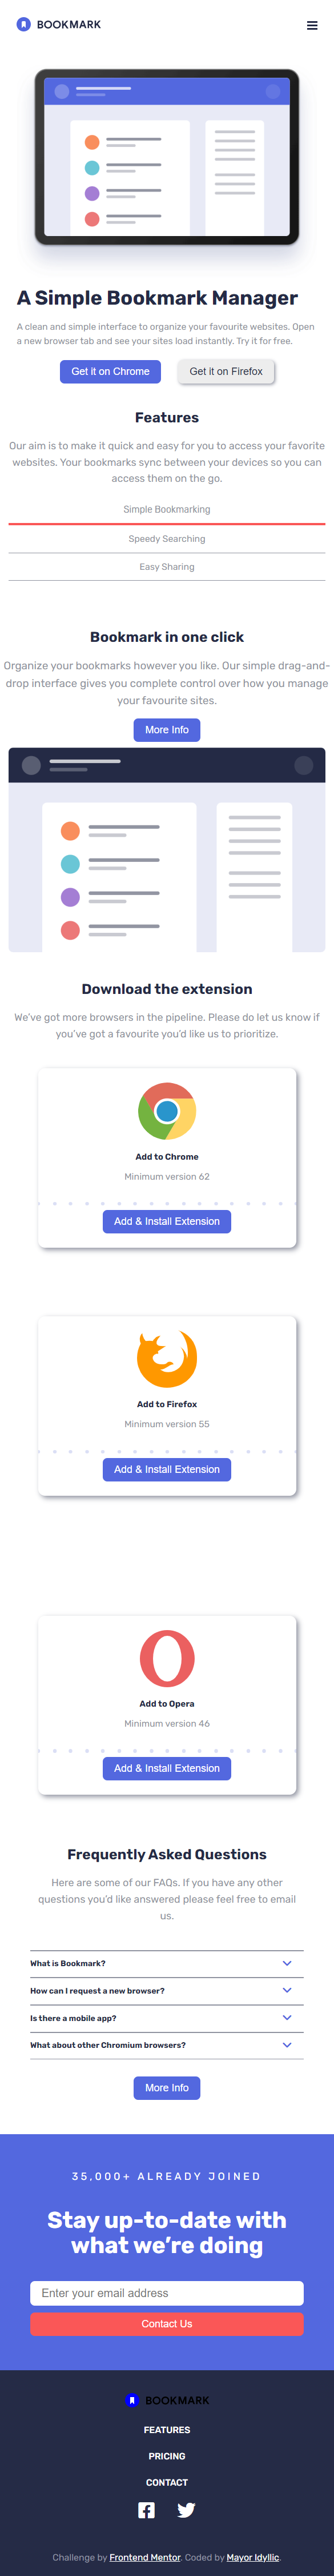 BOOKMARK
A Simple Bookmark Manager
A clean and simple interface to organize your favourite websites. Open
a new browser tab and see your sites load instantly. Try it for free.
Get it on Chrome
Get it on Firefox
Features
Our aim is to make it quick and easy for you to access your favorite
websites. Your bookmarks sync between your devices so you can
access them on the go.
Simple Bookmarking
Speedy Searching
Easy Sharing
Bookmark in one click
Organize your bookmarks however you like. Our simple drag-and-
drop interface gives you complete control over how you manage
your favourite sites.
More Info
Download the extension
We've got more browsers in the pipeline. Please do let us know if
you've got a favourite you'd like us to prioritize.
Add to Chrome
Minimum version 62
Add & Install Extension
Add to Firefox
Minimum version 55
Add & Install Extension
Add to Opera
Minimum version 46
Add & Install Extension
Frequently Asked Questions
Here are some of our FAQs. If you have any other
questions you'd like answered please feel free to email
us.
What is Bookmark?
How can I request a new browser?
Is there a mobile app?
What about other Chromium browsers?
More Info
35,000+ ALREADY JOINED
Stay up-to-date with
what we're doing
Enter your email address
Contact Us
BOOKMARK
FEATURES
PRICING
CONTACT
Challenge by Frontend Mentor. Coded by Mayor Idyllic.